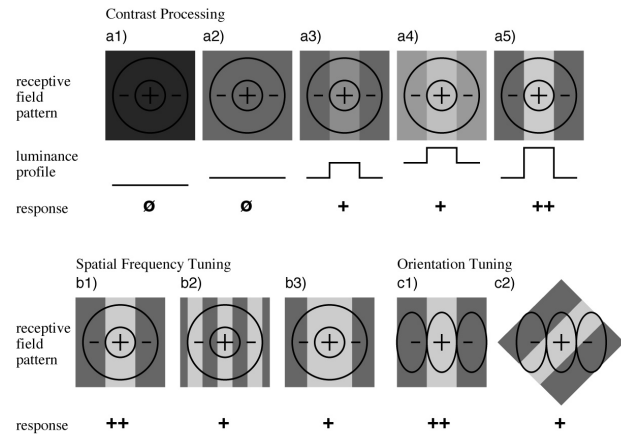 Contrast Processing
a1) a2) a3) a4) a5)
receptive
field
pattern
+ - - + - - + - - + - - + -
luminance
profile
response ø ø + + ++
Spatial Frequency Tuning Orientation Tuning
b1) b2) b3) c1) c2)
receptive
field
pattern
- + - - + - - + - - + - - + -
response ++ + + ++ +